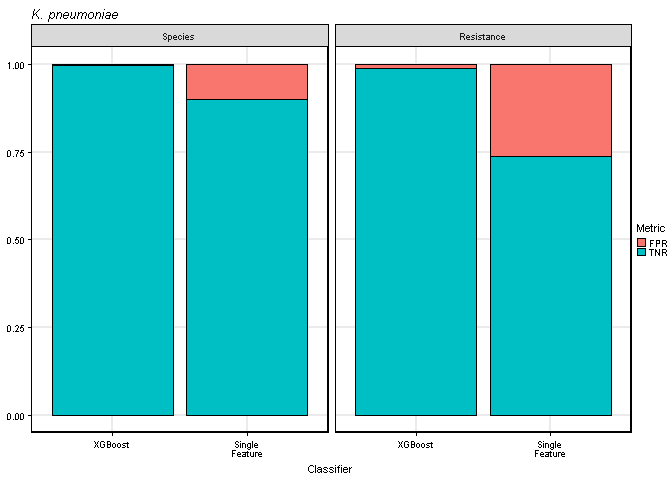 K. pneumoniae
Species
Resistance
1.00
0.75
0.50
0.25
0.00
XGBoost
Single
Feature
XGBoost
Single
Feature
Classifier
Metric
FPR
TNR